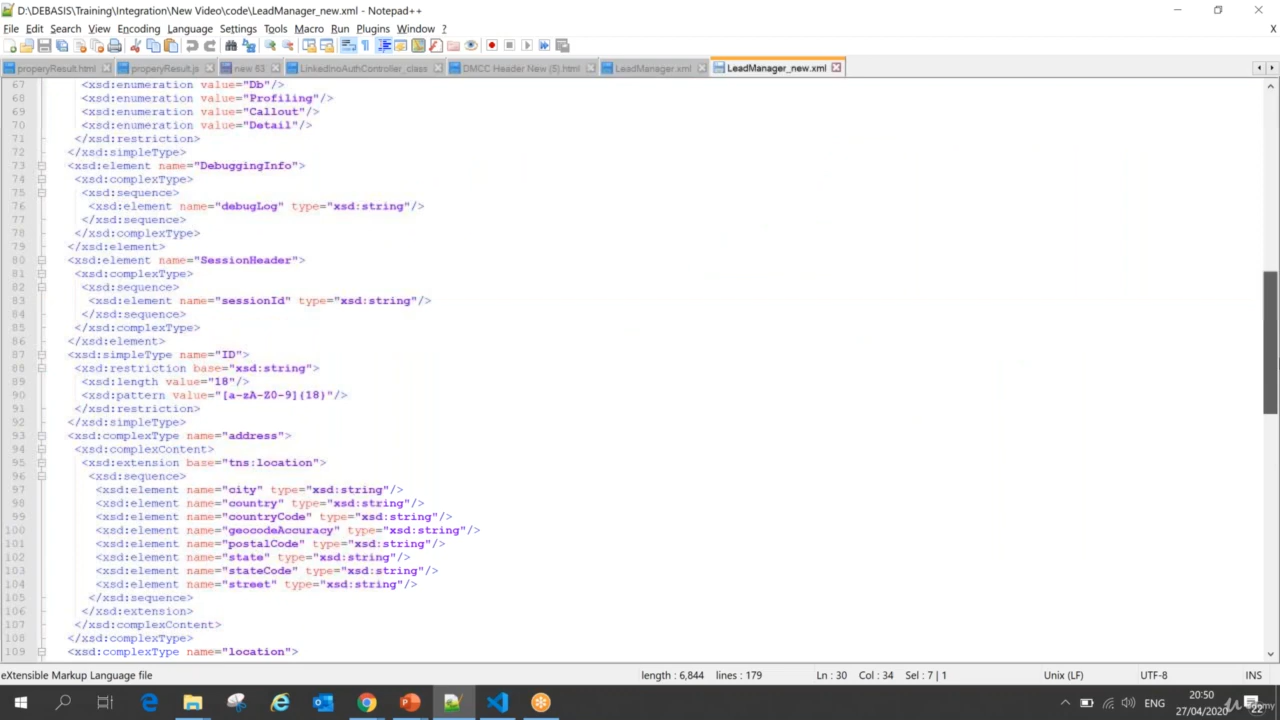 D:\DEBASIS\Training\Integration\New Video\code\LeadManager_new.xml - Notepad++
File Edit Search View Encoding Language Settings Tools Macro Run Plugins Window ?
X
properyResult.html properyResult.js new 63 LinkedInoAuthController_class DMCC Header New (5).html LeadManager.xml LeadManager_new.xml
67 <xsd:enumeration value="Db"/>
68 <xsd:enumeration value="Profiling"/>
69 <xsd:enumeration value="Callout"/>
70 <xsd:enumeration value="Detail"/>
71 </xsd:restriction>
72 </xsd:simpleType>
73 <xsd:element name="DebuggingInfo">
74 <xsd:complexType>
75 <xsd:sequence>
76 <xsd:element name="debugLog" type="xsd:string"/>
77 </xsd:sequence>
78 </xsd:complexType>
79 </xsd:element>
80 <xsd:element name="SessionHeader">
81 <xsd:complexType>
82 <xsd:sequence>
83 <xsd:element name="sessionId" type="xsd:string"/>
84 </xsd:sequence>
85 </xsd:complexType>
86 </xsd:element>
87 <xsd:simpleType name="ID">
88 <xsd:restriction base="xsd:string">
89 <xsd:length value="18"/>
90 <xsd:pattern value="[a-zA-Z0-9]{18}"/>
91 </xsd:restriction>
92 </xsd:simpleType>
93 <xsd:complexType name="address">
94 <xsd:complexContent>
95 <xsd:extension base="tns:location">
96 <xsd:sequence>
97 <xsd:element name="city" type="xsd:string"/>
98 <xsd:element name="country" type="xsd:string"/>
99 <xsd:element name="countryCode" type="xsd:string"/>
100 <xsd:element name="geocodeAccuracy" type="xsd:string"/>
101 <xsd:element name="postalCode" type="xsd:string"/>
102 <xsd:element name="state" type="xsd:string"/>
103 <xsd:element name="stateCode" type="xsd:string"/>
104 <xsd:element name="street" type="xsd:string"/>
105 </xsd:sequence>
106 </xsd:extension>
107 </xsd:complexContent>
108 </xsd:complexType>
109 <xsd:complexType name="location">
eXtensible Markup Language file length : 6,844 lines : 179 Ln : 30 Col : 34 Sel : 7 | 1 Unix (LF) UTF-8 INS
20:50
ENG
27/04/2020 22